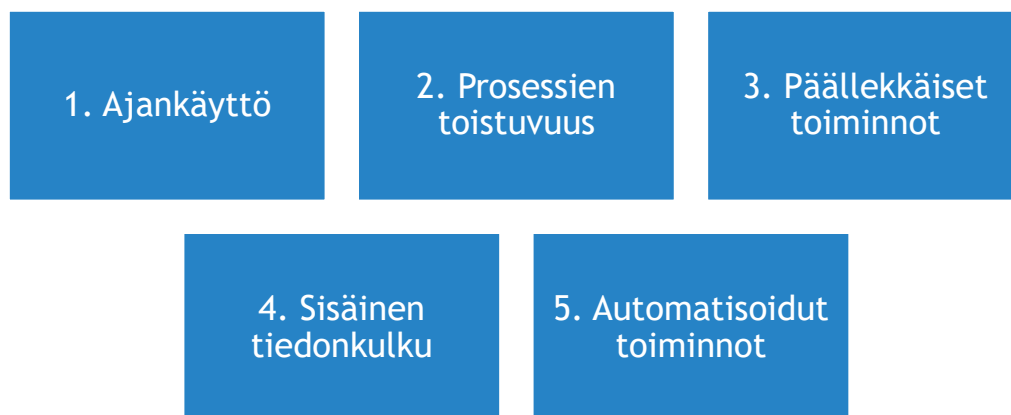 1. Ajankäyttö
2. Prosessien
toistuvuus
3. Päällekkäiset
toiminnot
4. Sisäinen
tiedonkulku
5. Automatisoidut
toiminnot